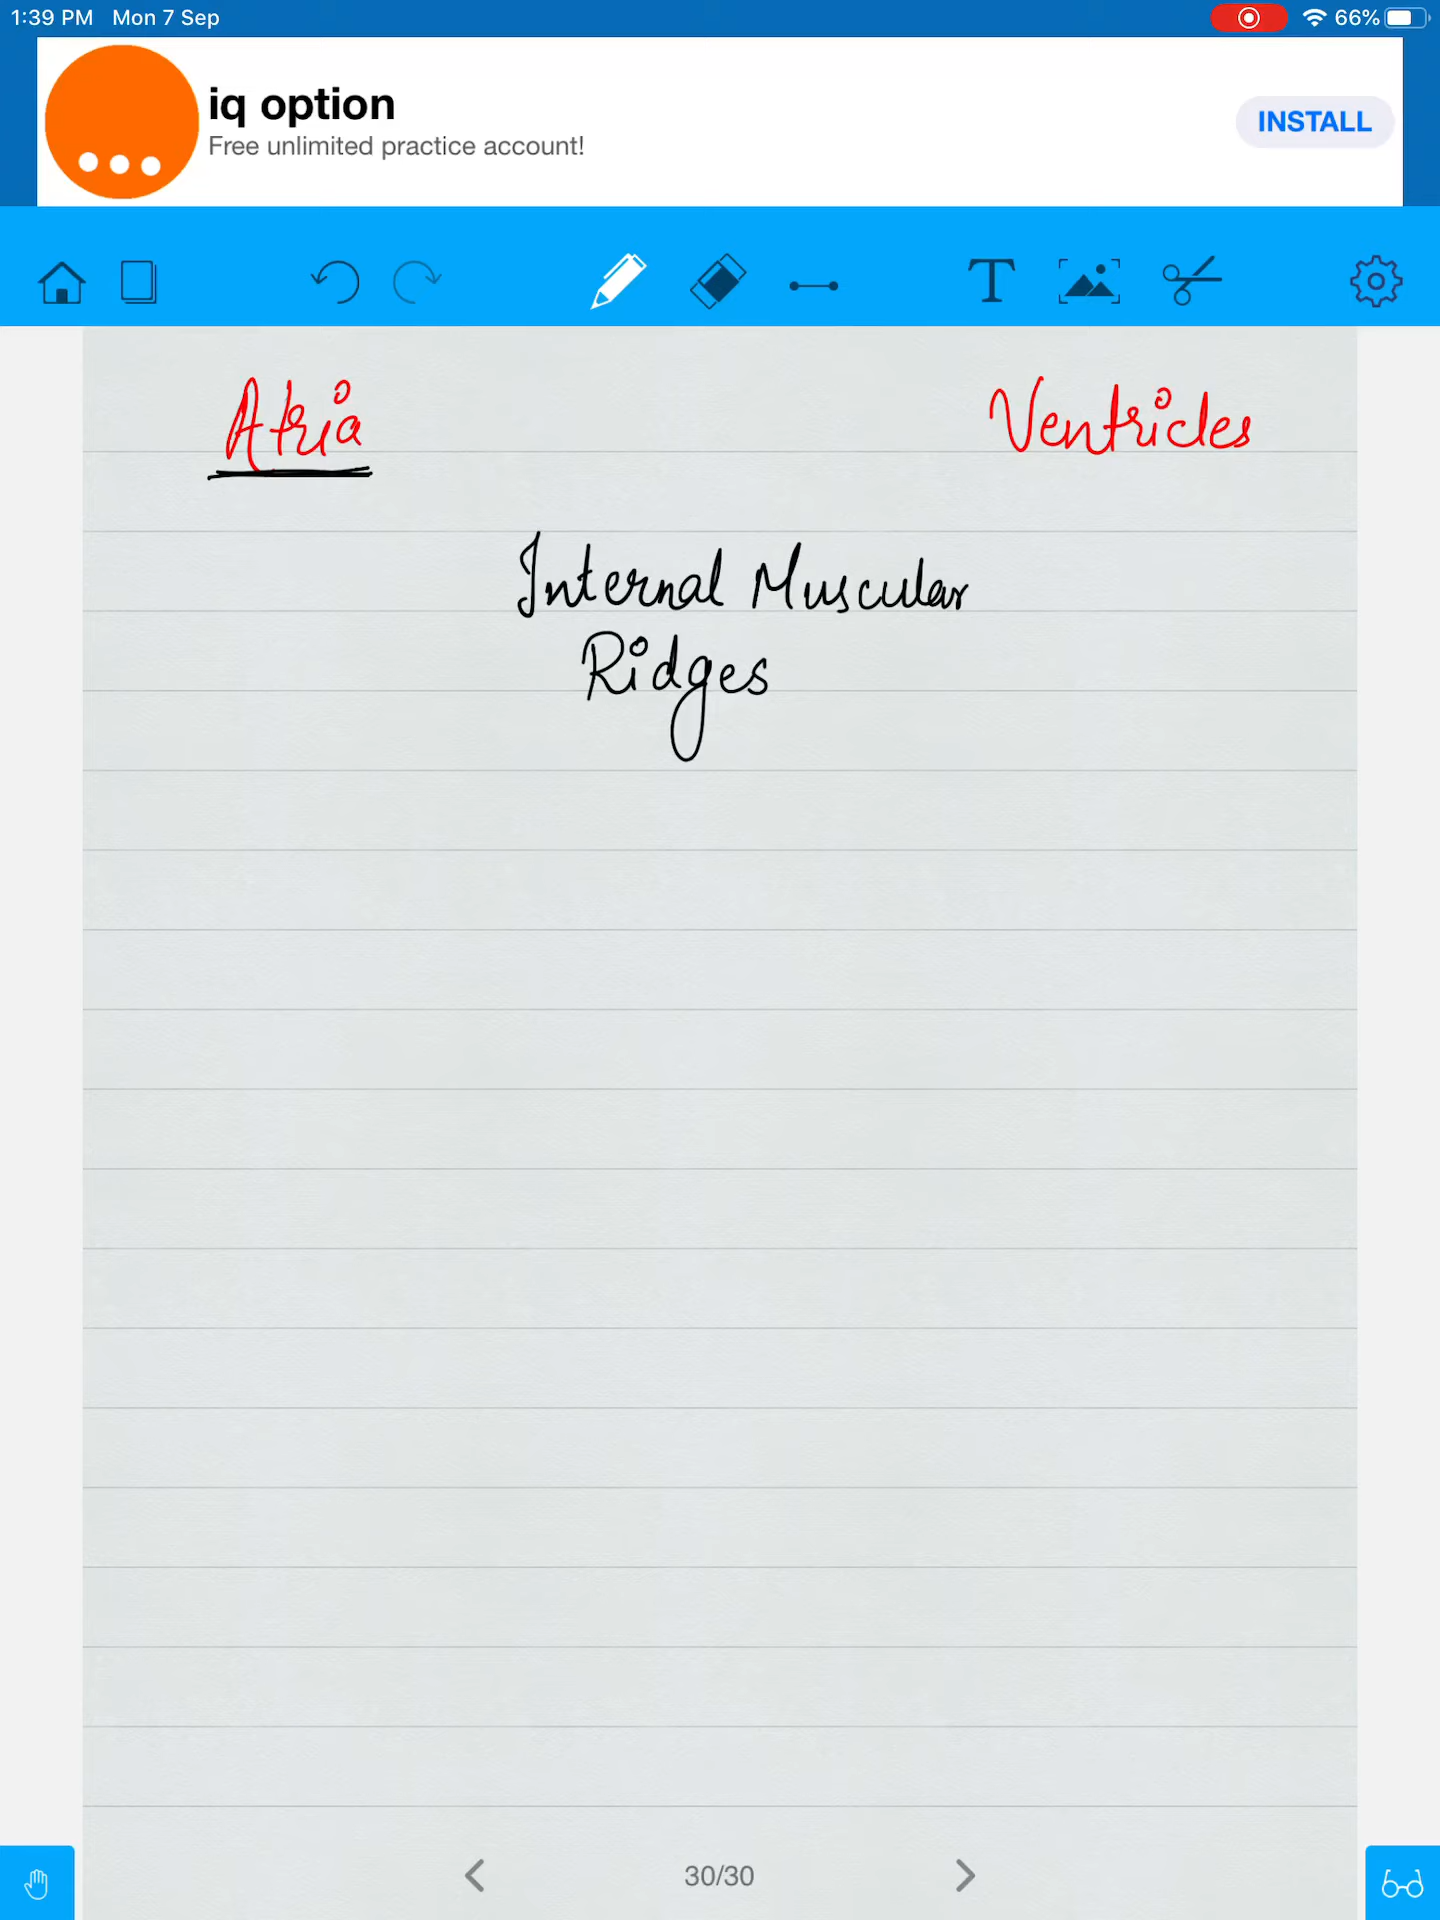 1:39 PM Mon 7 Sep 66%
iq option
Free unlimited practice account!
INSTALL
T
Atria Ventricles
Internal Muscular
Ridges
30/30